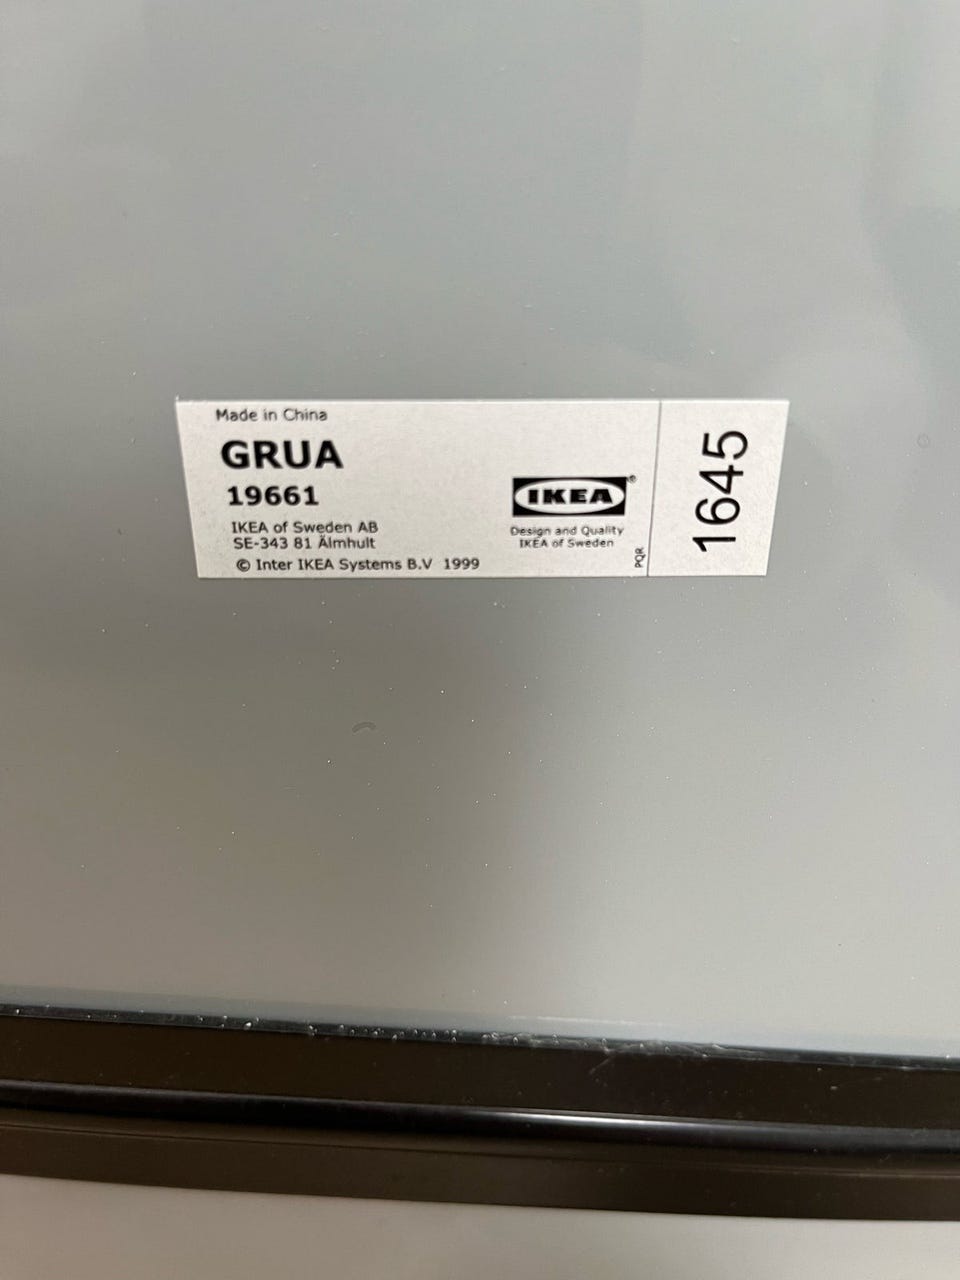 Made in China
GRUA
19661
IKEA of Sweden AB
SE-343 81 Älmhult
© Inter IKEA Systems B.V 1999
IKEA®
Design and Quality
IKEA of Sweden
PQR
1645